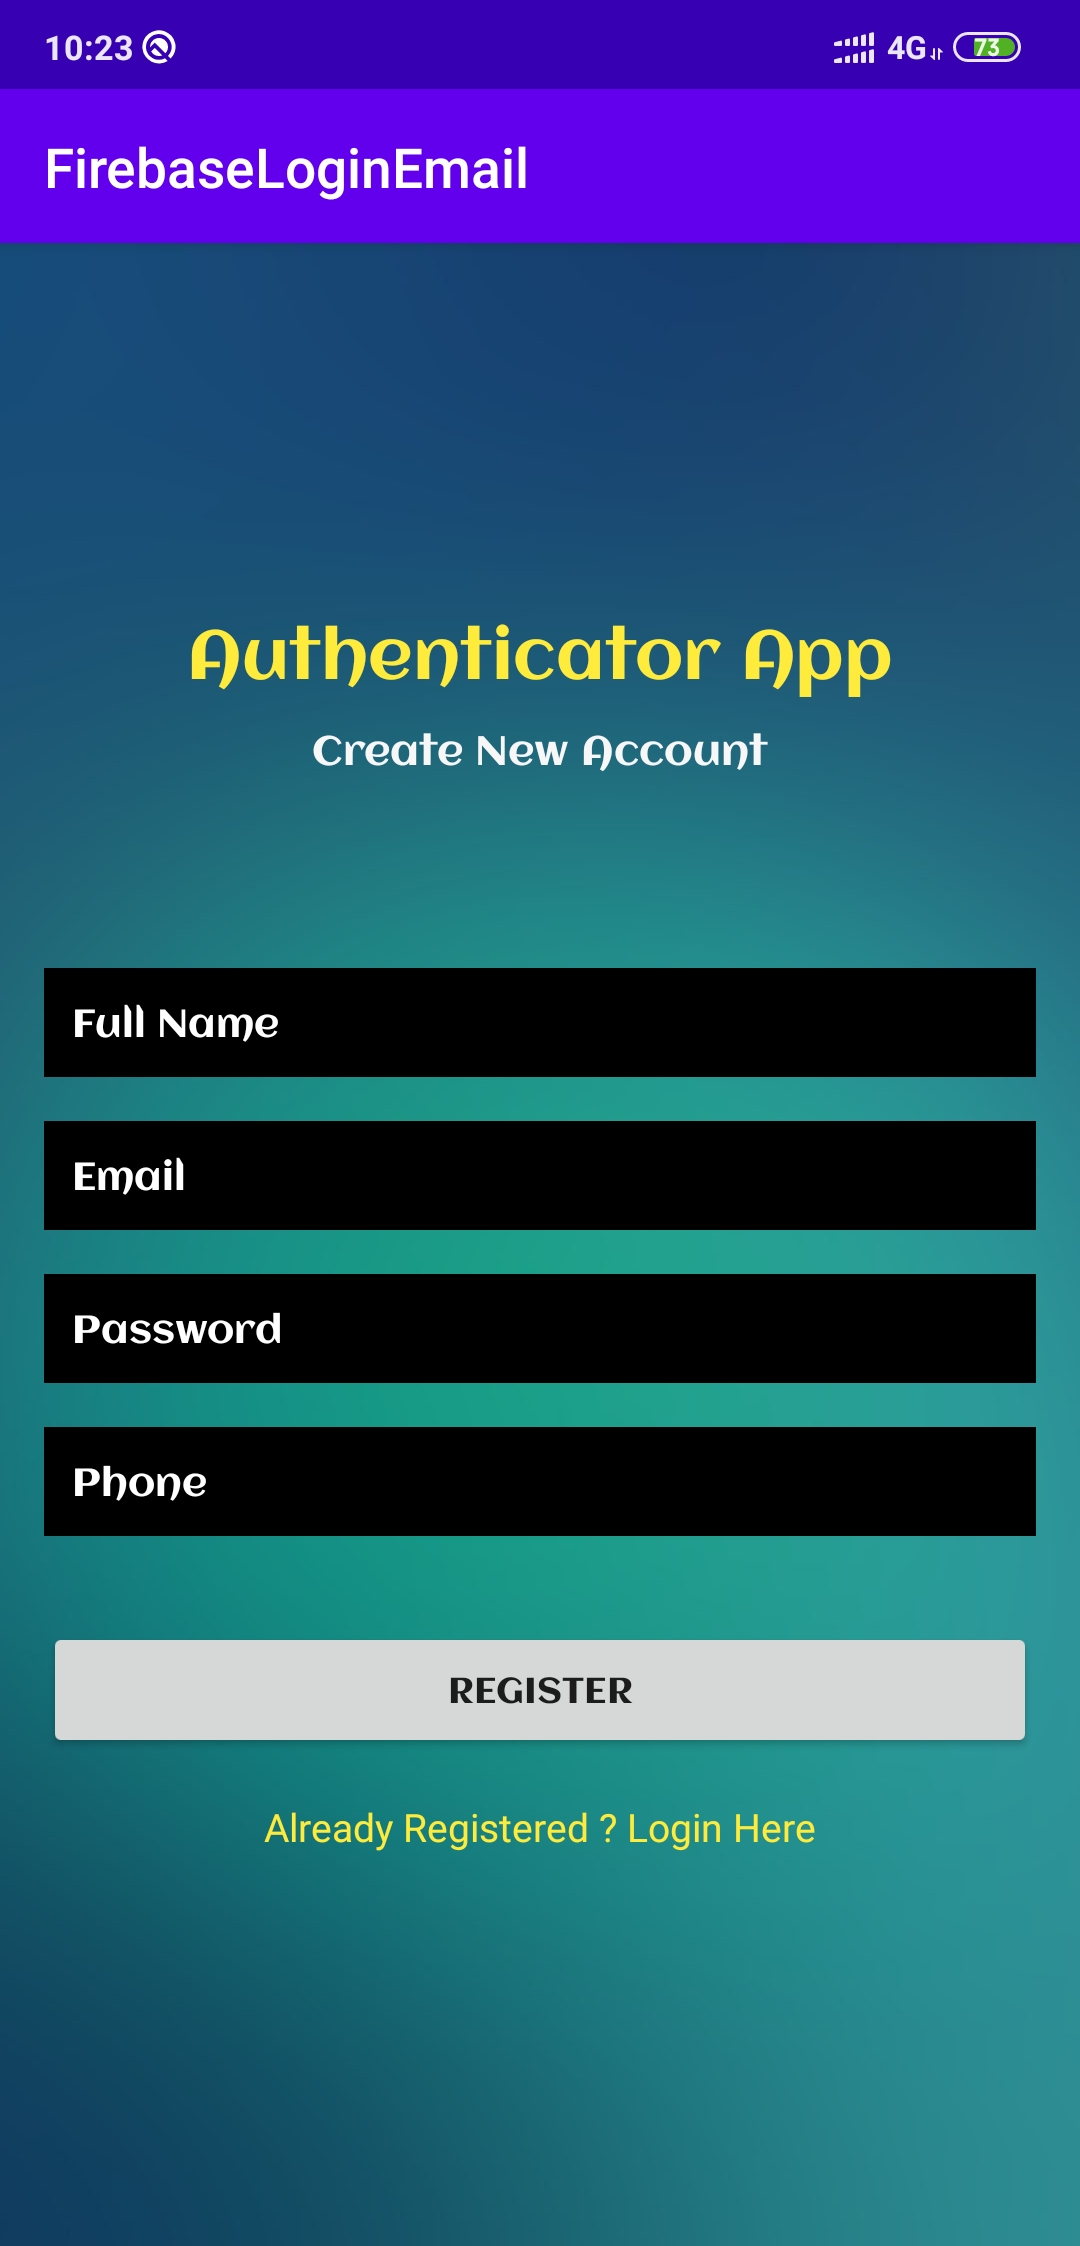 10:23 4G 73
FirebaseLoginEmail
Authenticator App
Create New Account
Full Name
Email
Password
Phone
REGISTER
Already Registered ? Login Here